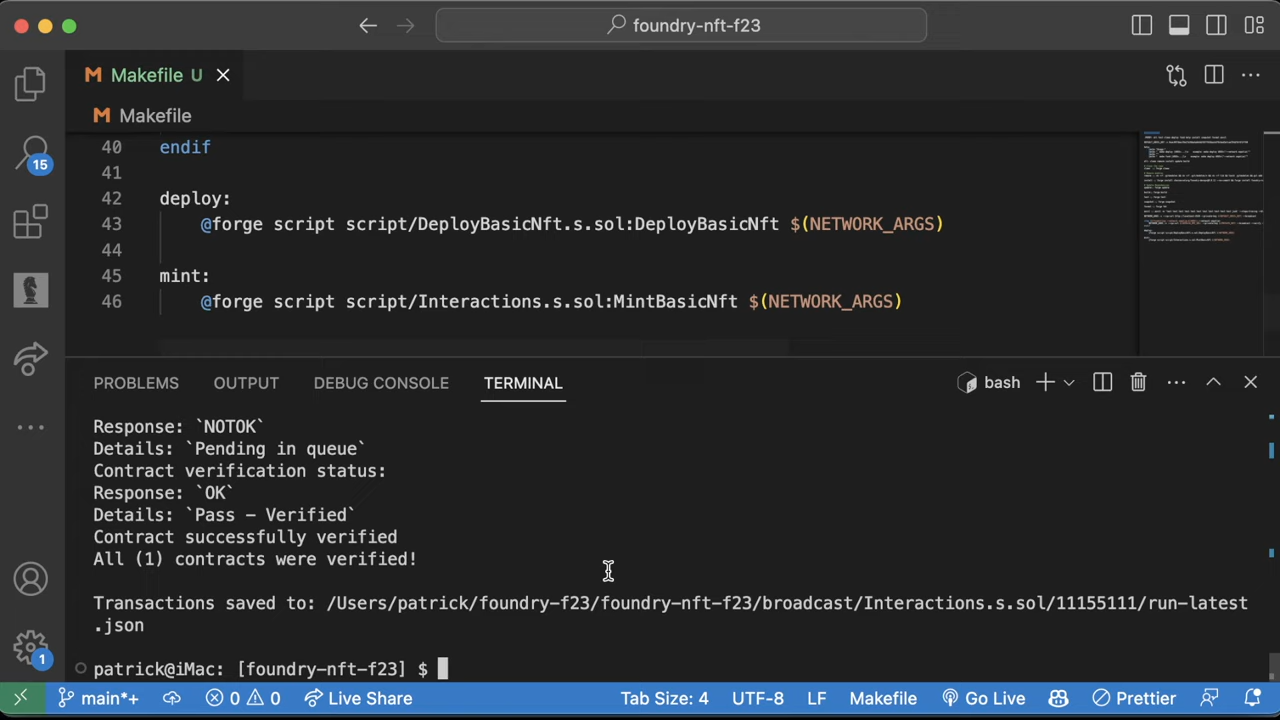 foundry-nft-f23
Makefile U
Makefile
40 endif
41
42 deploy:
43 @forge script script/DeployBasicNft.s.sol:DeployBasicNft $(NETWORK_ARGS)
44
45 mint:
46 @forge script script/Interactions.s.sol:MintBasicNft $(NETWORK_ARGS)
15
PROBLEMS OUTPUT DEBUG CONSOLE TERMINAL bash
Response: `NOTOK`
Details: `Pending in queue`
Contract verification status:
Response: `OK`
Details: `Pass - Verified`
Contract successfully verified
All (1) contracts were verified!
Transactions saved to: /Users/patrick/foundry-f23/foundry-nft-f23/broadcast/Interactions.s.sol/11155111/run-latest
.json
patrick@iMac: [foundry-nft-f23] $
1
main*+ 0 0 Live Share Tab Size: 4 UTF-8 LF Makefile Go Live Prettier